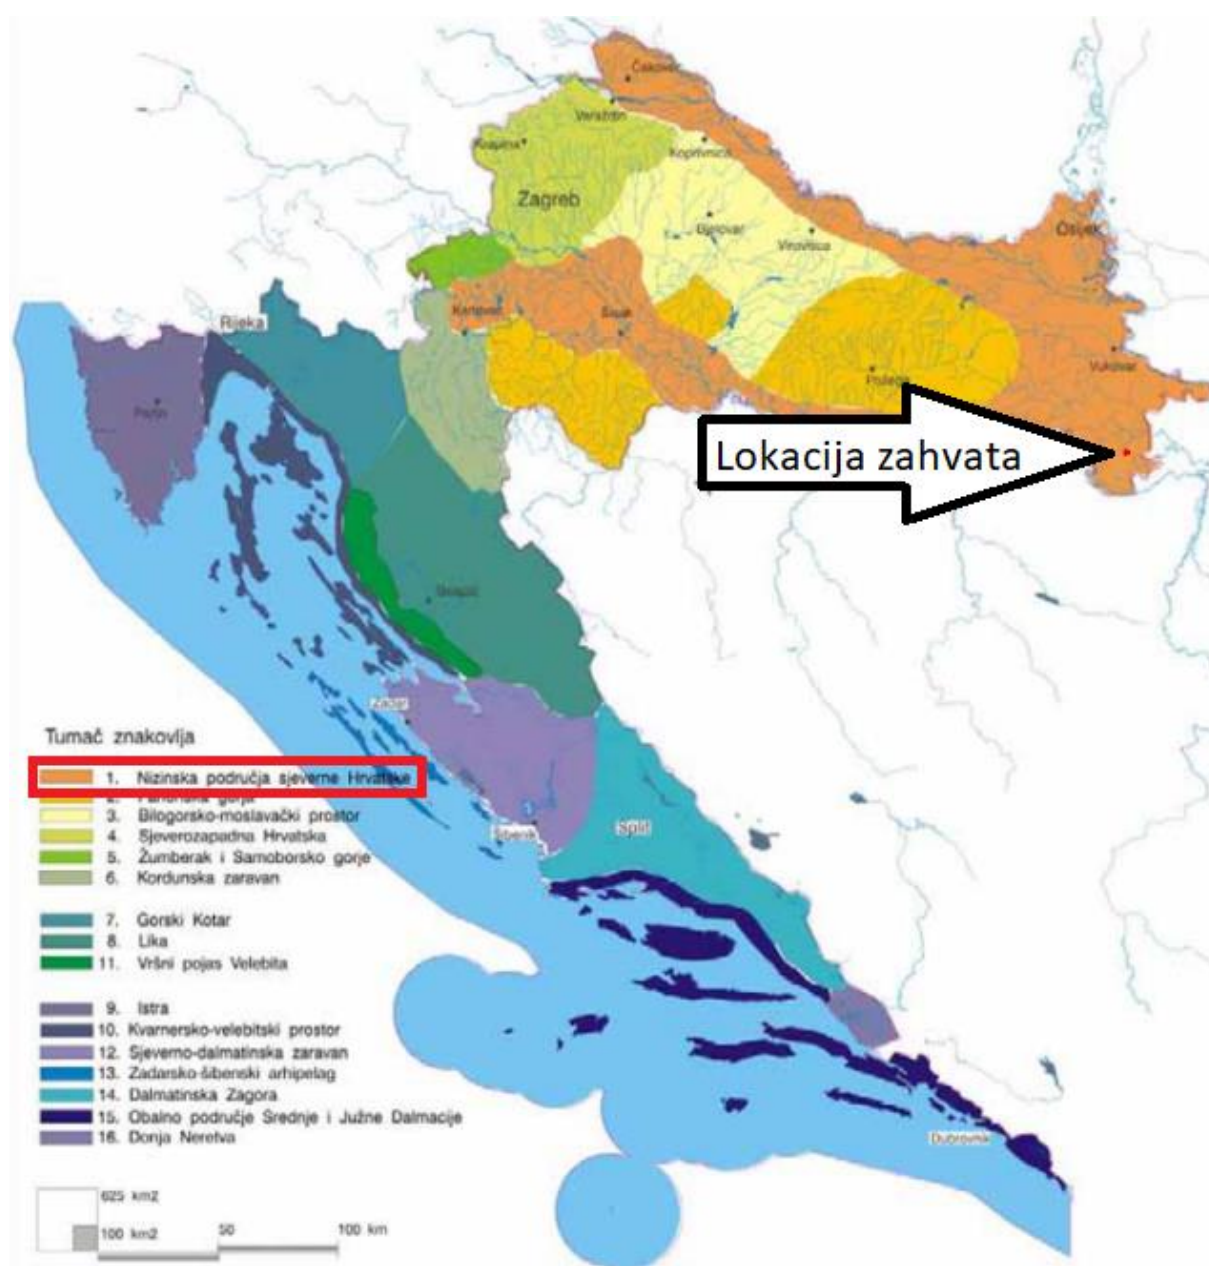 Čakovec
Varaždin
Krapina
Koprivnica
Zagreb
Bjelovar
Osijek
Virovitica
Karlovac
Sisak
Rijeka
Vukovar
Požega
Pazin
Lokacija zahvata
Gospić
Zadar
Tumač znakovlja
1. Nizinska područja sjeverne Hrvatske
2. Panonska gorja
3. Bilogorsko-moslavački prostor
4. Sjeverozapadna Hrvatska
5. Žumberak i Samoborsko gorje
6. Kordunska zaravan
Šibenik
Split
7. Gorski Kotar
8. Lika
11. Vršni pojas Velebita
9. Istra
10. Kvarnersko-velebitski prostor
12. Sjeverno-dalmatinska zaravan
13. Zadarsko-šibenski arhipelag
14. Dalmatinska Zagora
15. Obalno područje Srednje i Južne Dalmacije
16. Donja Neretva
Dubrovnik
625 km2
100 km2
50
100 km